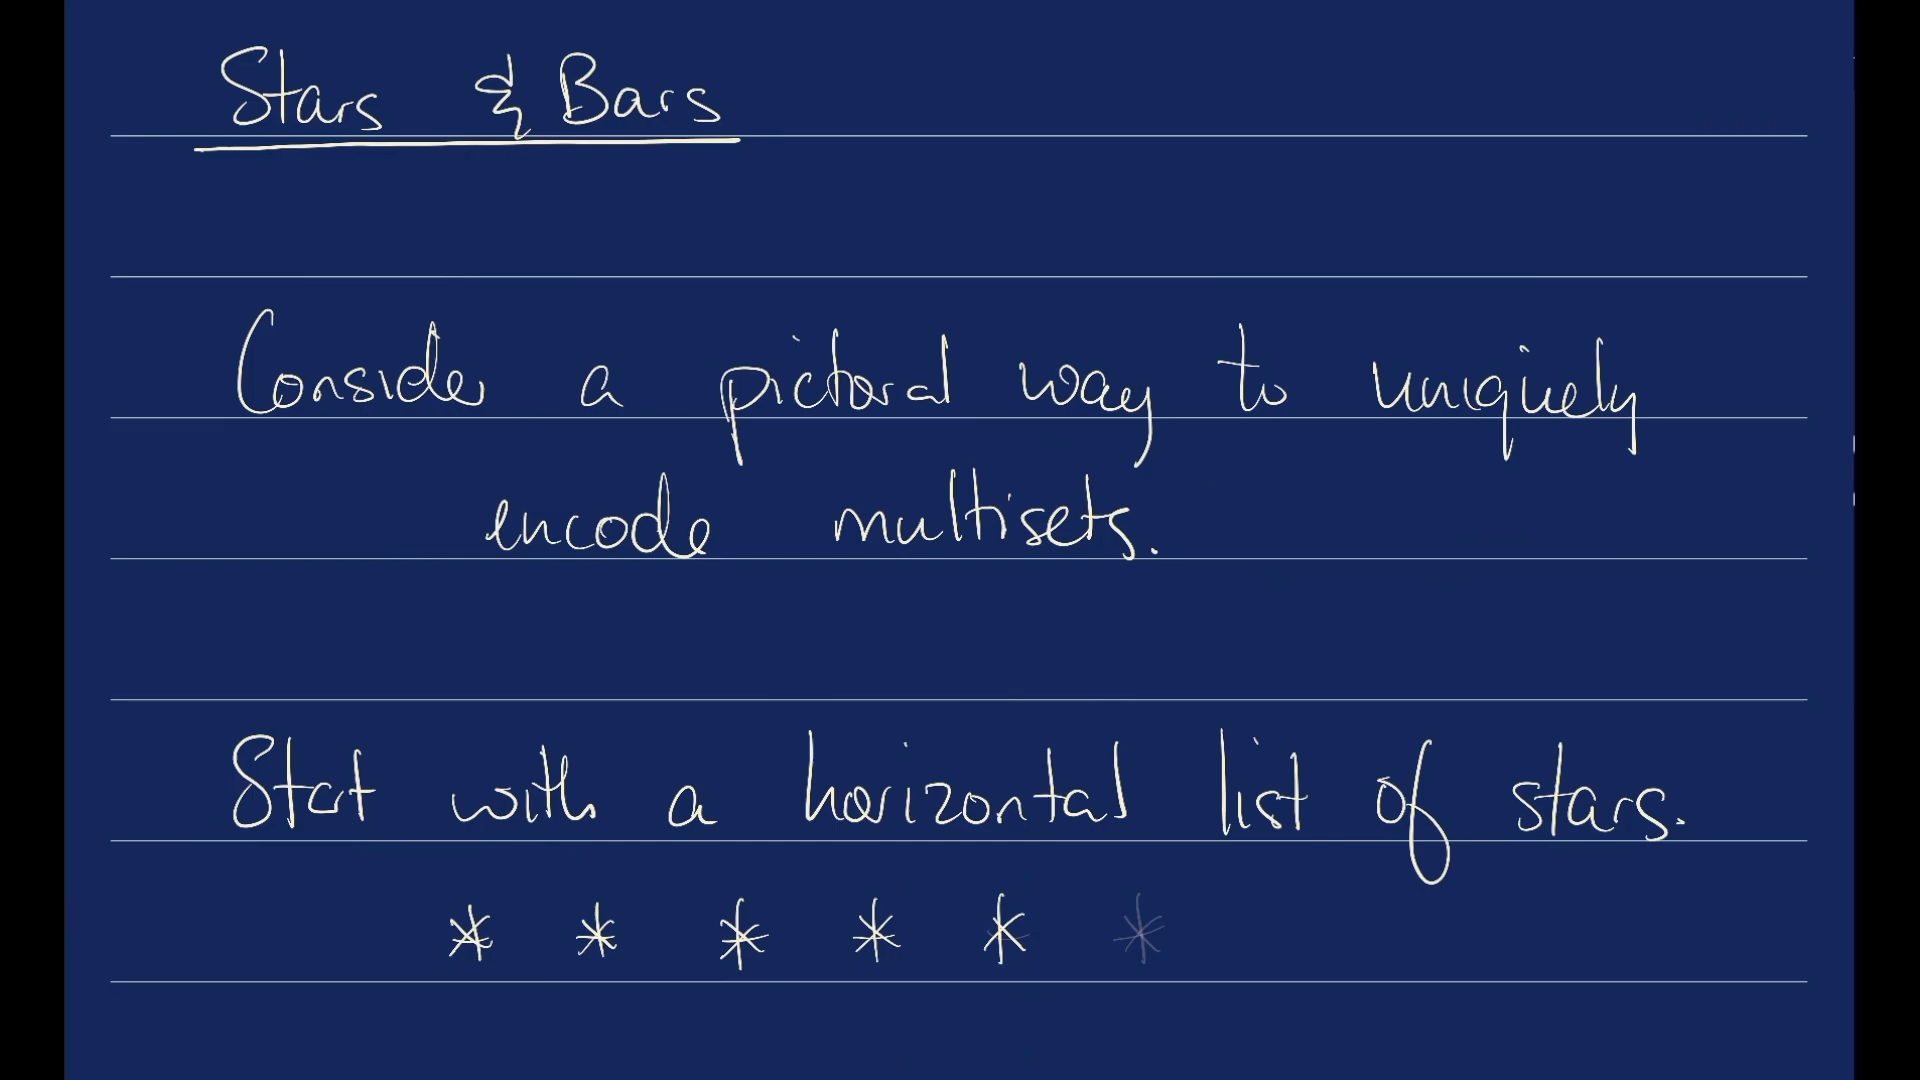 Stars & Bars
Consider a pictoral way to uniquely
encode multisets.
Start with a horizontal list of stars.
* * * * * *